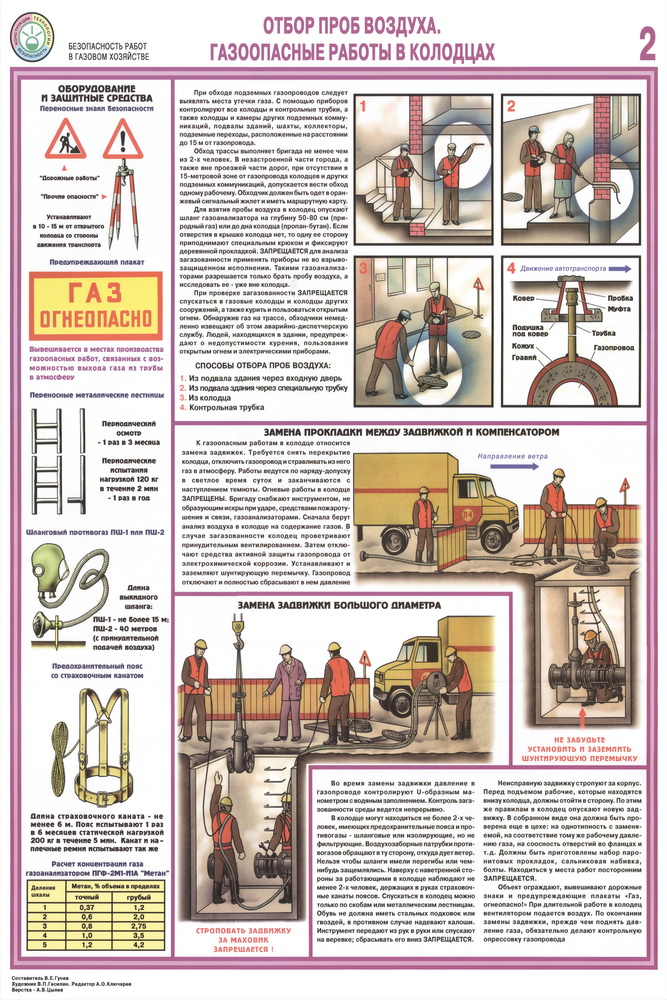 КОНСТРУКЦИИ ТЕХНОЛОГИИ БЕЗОПАСНОСТЬ
БЕЗОПАСНОСТЬ РАБОТ
В ГАЗОВОМ ХОЗЯЙСТВЕ
ОТБОР ПРОБ ВОЗДУХА.
ГАЗООПАСНЫЕ РАБОТЫ В КОЛОДЦАХ
2
ОБОРУДОВАНИЕ
И ЗАЩИТНЫЕ СРЕДСТВА
Переносные знаки безопасности
"Дорожные работы"
"Прочие опасности"
Устанавливают
в 10 - 15 м от открытого
колодца со стороны
движения транспорта
Предупреждающий плакат
ГАЗ
ОГНЕОПАСНО
Вывешивается в местах производства
газоопасных работ, связанных с воз-
можностью выхода газа из трубы
в атмосферу
Переносные металлические лестницы
Периодический
осмотр
- 1 раз в 3 месяца
Периодические
испытания
нагрузкой 120 кг
в течение 2 мин
- 1 раз в год
Шланговый противогаз ПШ-1 или ПШ-2
Длина
выкидного
шланга:
ПШ-1 - не более 15 м;
ПШ-2 - 40 метров
(с принудительной
подачей воздуха)
Предохранительный пояс
со страховочным канатом
Длина страховочного каната - не
менее 6 м. Пояс испытывают 1 раз
в 6 месяцев статической нагрузкой
200 кг в течение 5 мин. Канат и на-
плечные ремни испытывают так же
Расчет концентрации газа
газоанализатором ПГФ-2М1-И1А "Метан"
Деления
шкалы
Метан, % объема в пределах
точный
грубый
1 0,37 1,2
2 0,6 2,0
3 0,8 2,75
4 1,0 3,5
5 1,2 4,2
При обходе подземных газопроводов следует
выявлять места утечки газа. С помощью приборов
контролируют все колодцы и контрольные трубки, а
также колодцы и камеры других подземных комму-
никаций, подвалы зданий, шахты, коллекторы,
подземные переходы, расположенные на расстоянии
до 15 м от газопровода.
Обход трассы выполняет бригада не менее чем
из 2-х человек. В незастроенной части города, а
также вне проезжей части дорог, при отсутствии в
15-метровой зоне от газопровода колодцев и других
подземных коммуникаций, допускается вести обход
одному рабочему. Обходчик должен быть одет в оран-
жевый сигнальный жилет и иметь маршрутную карту.
Для взятия пробы воздуха в колодец опускают
шланг газоанализатора на глубину 50-80 см (при-
родный газ) или до дна колодца (пропан-бутан). Если
отверстия в крышке колодца нет, то одну ее сторону
приподнимают специальным крюком и фиксируют
деревянной прокладкой. ЗАПРЕЩАЕТСЯ для анализа
загазованности применять приборы не во взрыво-
защищенном исполнении. Такими газоанализа-
торами разрешается только брать пробу воздуха, а
исследовать ее - уже вне колодца.
При проверке загазованности ЗАПРЕЩАЕТСЯ
спускаться в газовые колодцы и колодцы других
сооружений, а также курить и пользоваться открытым
огнем. Обнаружив газ на трассе, обходчики немед-
ленно извещают об этом аварийно-диспетчерскую
службу. Людей, находящихся в здании, предупреж-
дают о недопустимости курения, пользования
открытым огнем и электрическими приборами.
СПОСОБЫ ОТБОРА ПРОБ ВОЗДУХА:
1. Из подвала здания через входную дверь
2. Из подвала здания через специальную трубку
3. Из колодца
4. Контрольная трубка
1
2
3
4
Движение автотранспорта
Ковер
Пробка
Муфта
Подушка
под ковер
Трубка
Кожух
Газопровод
Гравий
ЗАМЕНА ПРОКЛАДКИ МЕЖДУ ЗАДВИЖКОЙ И КОМПЕНСАТОРОМ
К газоопасным работам в колодце относится
замена задвижек. Требуется снять перекрытие
колодца, отключить газопровод и стравливать из него
газ в атмосферу. Работы ведутся по наряду-допуску
в светлое время суток и заканчиваются с
наступлением темноты. Огневые работы в колодце
ЗАПРЕЩЕНЫ. Бригаду снабжают инструментом, не
образующим искры при ударе, средствами пожароту-
шения и связи, газоанализаторами. Сначала берут
анализ воздуха в колодце на содержание газов. В
случае загазованности колодец проветривают
принудительным вентилированием. Затем отклю-
чают средства активной защиты газопровода от
электрохимической коррозии. Устанавливают и
заземляют шунтирующую перемычку. Газопровод
отключают и полностью сбрасывают в нем давление
Направление ветра
04
НЕ ЗАБУДЬТЕ
УСТАНОВИТЬ И ЗАЗЕМЛИТЬ
ШУНТИРУЮЩУЮ ПЕРЕМЫЧКУ
ЗАМЕНА ЗАДВИЖКИ БОЛЬШОГО ДИАМЕТРА
СТРОПОВАТЬ ЗАДВИЖКУ
ЗА МАХОВИК
ЗАПРЕЩАЕТСЯ !
Во время замены задвижки давление в
газопроводе контролируют U-образным ма-
нометром с водяным заполнением. Контроль зага-
зованности среды ведется непрерывно.
В колодце могут находиться не более 2-х че-
ловек, имеющих предохранительные пояса и про-
тивогазы - шланговые или изолирующие, но не
фильтрующие. Воздухозаборные патрубки проти-
вогазов обращают в ту сторону, откуда дует ветер.
Нельзя чтобы шланги имели перегибы или чем-
нибудь защемлялись. Наверху с наветренной сто-
роны за работающими в колодце наблюдают не
менее 2-х человек, держащих в руках страховоч-
ные канаты поясов. Спускаться в колодец можно
только по скобам или металлическим лестницам.
Обувь не должна иметь стальных подковок или
гвоздей, в противном случае надевают калоши.
Инструмент передают из рук в руки или спускают
на веревке; сбрасывать его вниз ЗАПРЕЩАЕТСЯ.
Неисправную задвижку стропуют за корпус.
Перед подъемом рабочие, которые находятся
внизу колодца, должны отойти в сторону. По этим
же правилам в колодец опускают новую зад-
вижку. В собранном виде она должна быть про-
верена еще в цехе: на однотипность с заменя-
емой, на соответствие тому же рабочему давле-
нию газа, на соосность отверстий во фланцах и
т.д. Должны быть приготовлены набор паро-
нитовых прокладок, сальниковая набивка,
болты. Находиться у места работ посторонним
ЗАПРЕЩАЕТСЯ.
Объект ограждают, вывешивают дорожные
знаки и предупреждающие плакаты «Газ,
огнеопасно!» При длительной работе в колодец
вентилятором подается воздух. По окончании
замены задвижки, прежде чем поднять дав-
ление газа, обязательно делают контрольную
опрессовку газопровода
Составитель В.Е.Гусев
Художник В.П.Гасилин. Редактор А.О.Ключарев
Верстка - А.В.Цылев